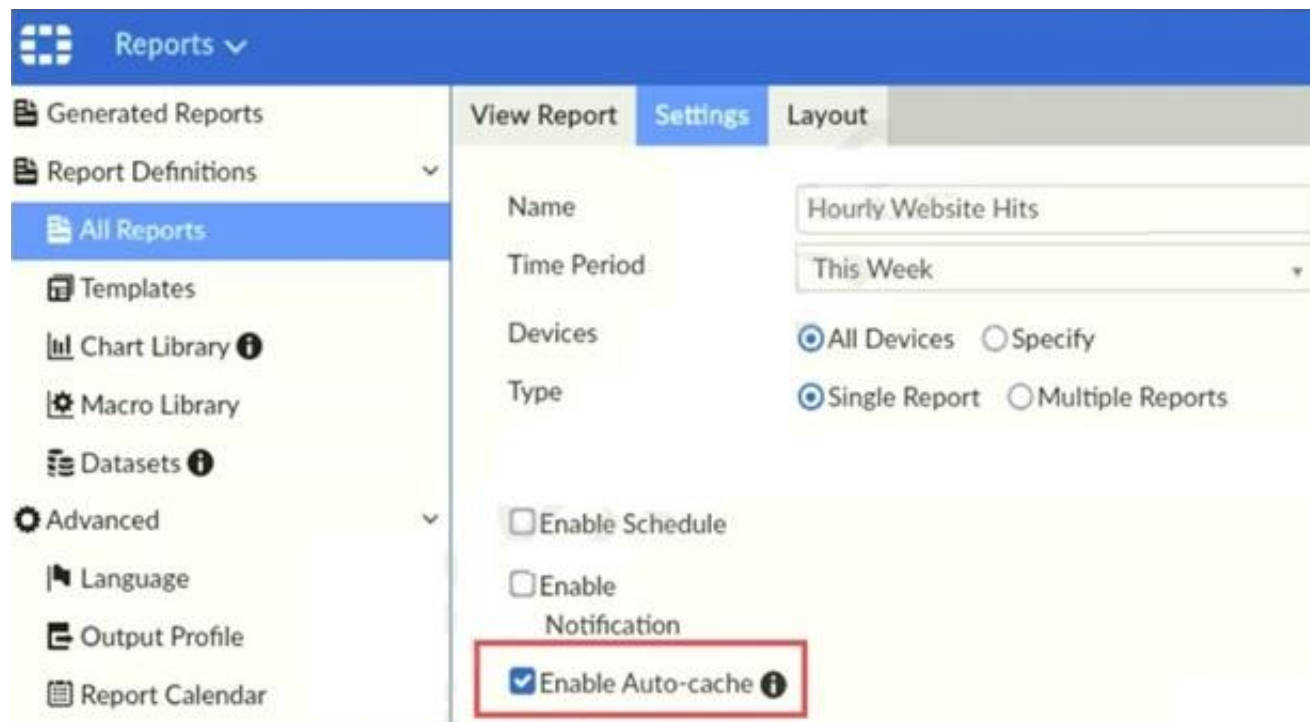 Reports
Generated Reports
Report Definitions
All Reports
Templates
Chart Library
Macro Library
Datasets
Advanced
Language
Output Profile
Report Calendar
View Report Settings Layout
Name Hourly Website Hits
Time Period This Week
Devices All Devices Specify
Type Single Report Multiple Reports
Enable Schedule
Enable
Notification
Enable Auto-cache